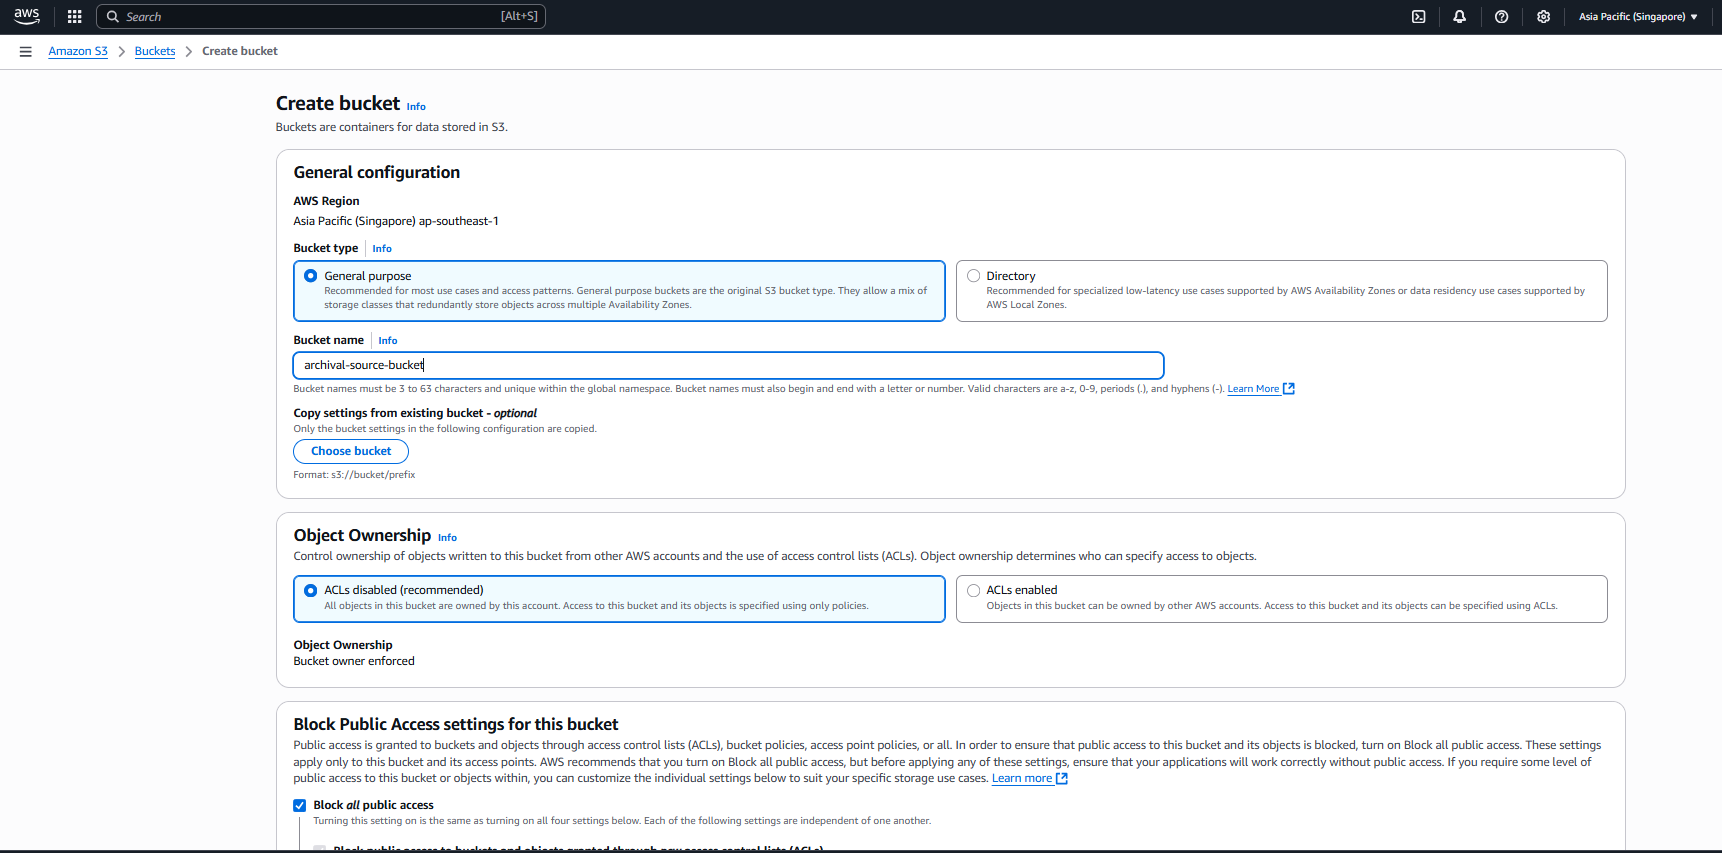 aws
Search [Alt+S]
Asia Pacific (Singapore)
Amazon S3 Buckets Create bucket
Create bucket Info
Buckets are containers for data stored in S3.
General configuration
AWS Region
Asia Pacific (Singapore) ap-southeast-1
Bucket type Info
General purpose
Recommended for most use cases and access patterns. General purpose buckets are the original S3 bucket type. They allow a mix of
storage classes that redundantly store objects across multiple Availability Zones.
Directory
Recommended for specialized low-latency use cases supported by AWS Availability Zones or data residency use cases supported by
AWS Local Zones.
Bucket name Info
archival-source-bucket
Bucket names must be 3 to 63 characters and unique within the global namespace. Bucket names must also begin and end with a letter or number. Valid characters are a-z, 0-9, periods (.), and hyphens (-). Learn More
Copy settings from existing bucket - optional
Only the bucket settings in the following configuration are copied.
Choose bucket
Format: s3://bucket/prefix
Object Ownership Info
Control ownership of objects written to this bucket from other AWS accounts and the use of access control lists (ACLs). Object ownership determines who can specify access to objects.
ACLs disabled (recommended)
All objects in this bucket are owned by this account. Access to this bucket and its objects is specified using only policies.
ACLs enabled
Objects in this bucket can be owned by other AWS accounts. Access to this bucket and its objects can be specified using ACLs.
Object Ownership
Bucket owner enforced
Block Public Access settings for this bucket
Public access is granted to buckets and objects through access control lists (ACLs), bucket policies, access point policies, or all. In order to ensure that public access to this bucket and its objects is blocked, turn on Block all public access. These settings
apply only to this bucket and its access points. AWS recommends that you turn on Block all public access, but before applying any of these settings, ensure that your applications will work correctly without public access. If you require some level of
public access to this bucket or objects within, you can customize the individual settings below to suit your specific storage use cases. Learn more
Block all public access
Turning this setting on is the same as turning on all four settings below. Each of the following settings are independent of one another.
Block public access to buckets and objects granted through new access control lists (ACLs)